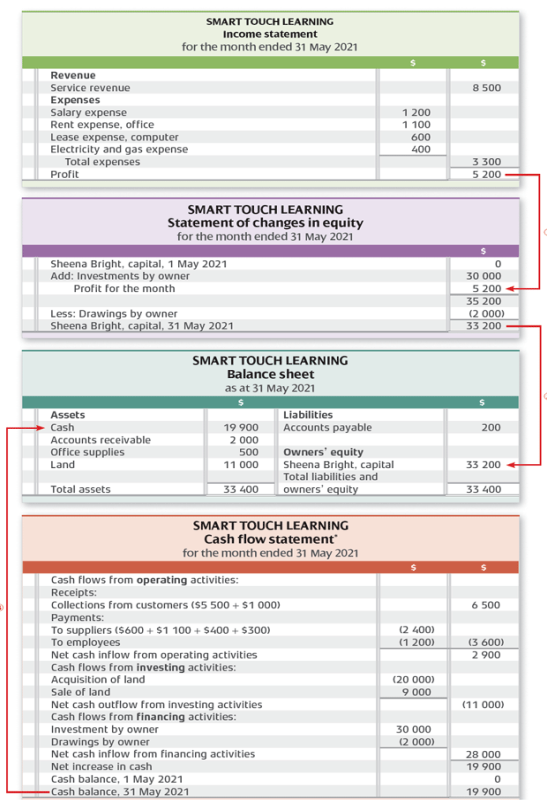 SMART TOUCH LEARNING
Income statement
for the month ended 31 May 2021
$ $
Revenue
Service revenue 8 500
Expenses
Salary expense 1 200
Rent expense, office 1 100
Lease expense, computer 600
Electricity and gas expense 400
Total expenses 3 300
Profit 5 200
SMART TOUCH LEARNING
Statement of changes in equity
for the month ended 31 May 2021
$
Sheena Bright, capital, 1 May 2021 0
Add: Investments by owner 30 000
Profit for the month 5 200
35 200
Less: Drawings by owner (2 000)
Sheena Bright, capital, 31 May 2021 33 200
SMART TOUCH LEARNING
Balance sheet
as at 31 May 2021
$ $
Assets Liabilities
Cash 19 900 Accounts payable 200
Accounts receivable 2 000
Office supplies 500 Owners' equity
Land 11 000 Sheena Bright, capital 33 200
Total liabilities and
Total assets 33 400 owners' equity 33 400
SMART TOUCH LEARNING
Cash flow statement*
for the month ended 31 May 2021
$ $
Cash flows from operating activities:
Receipts:
Collections from customers ($5 500 + $1 000) 6 500
Payments:
To suppliers ($600 + $1 100 + $400 + $300) (2 400)
To employees (1 200) (3 600)
Net cash inflow from operating activities 2 900
Cash flows from investing activities:
Acquisition of land (20 000)
Sale of land 9 000
Net cash outflow from investing activities (11 000)
Cash flows from financing activities:
Investment by owner 30 000
Drawings by owner (2 000)
Net cash inflow from financing activities 28 000
Net increase in cash 19 900
Cash balance, 1 May 2021 0
Cash balance, 31 May 2021 19 900